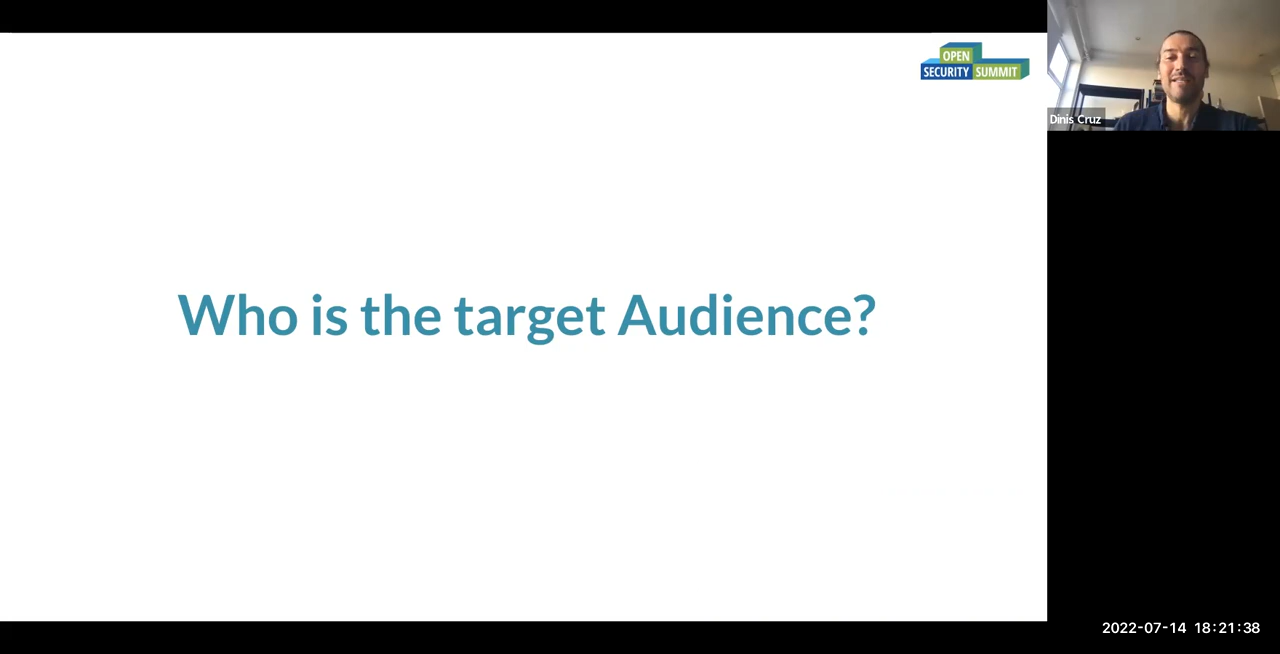 OPEN
SECURITY SUMMIT
Dinis Cruz
Who is the target Audience?
2022-07-14 18:21:38